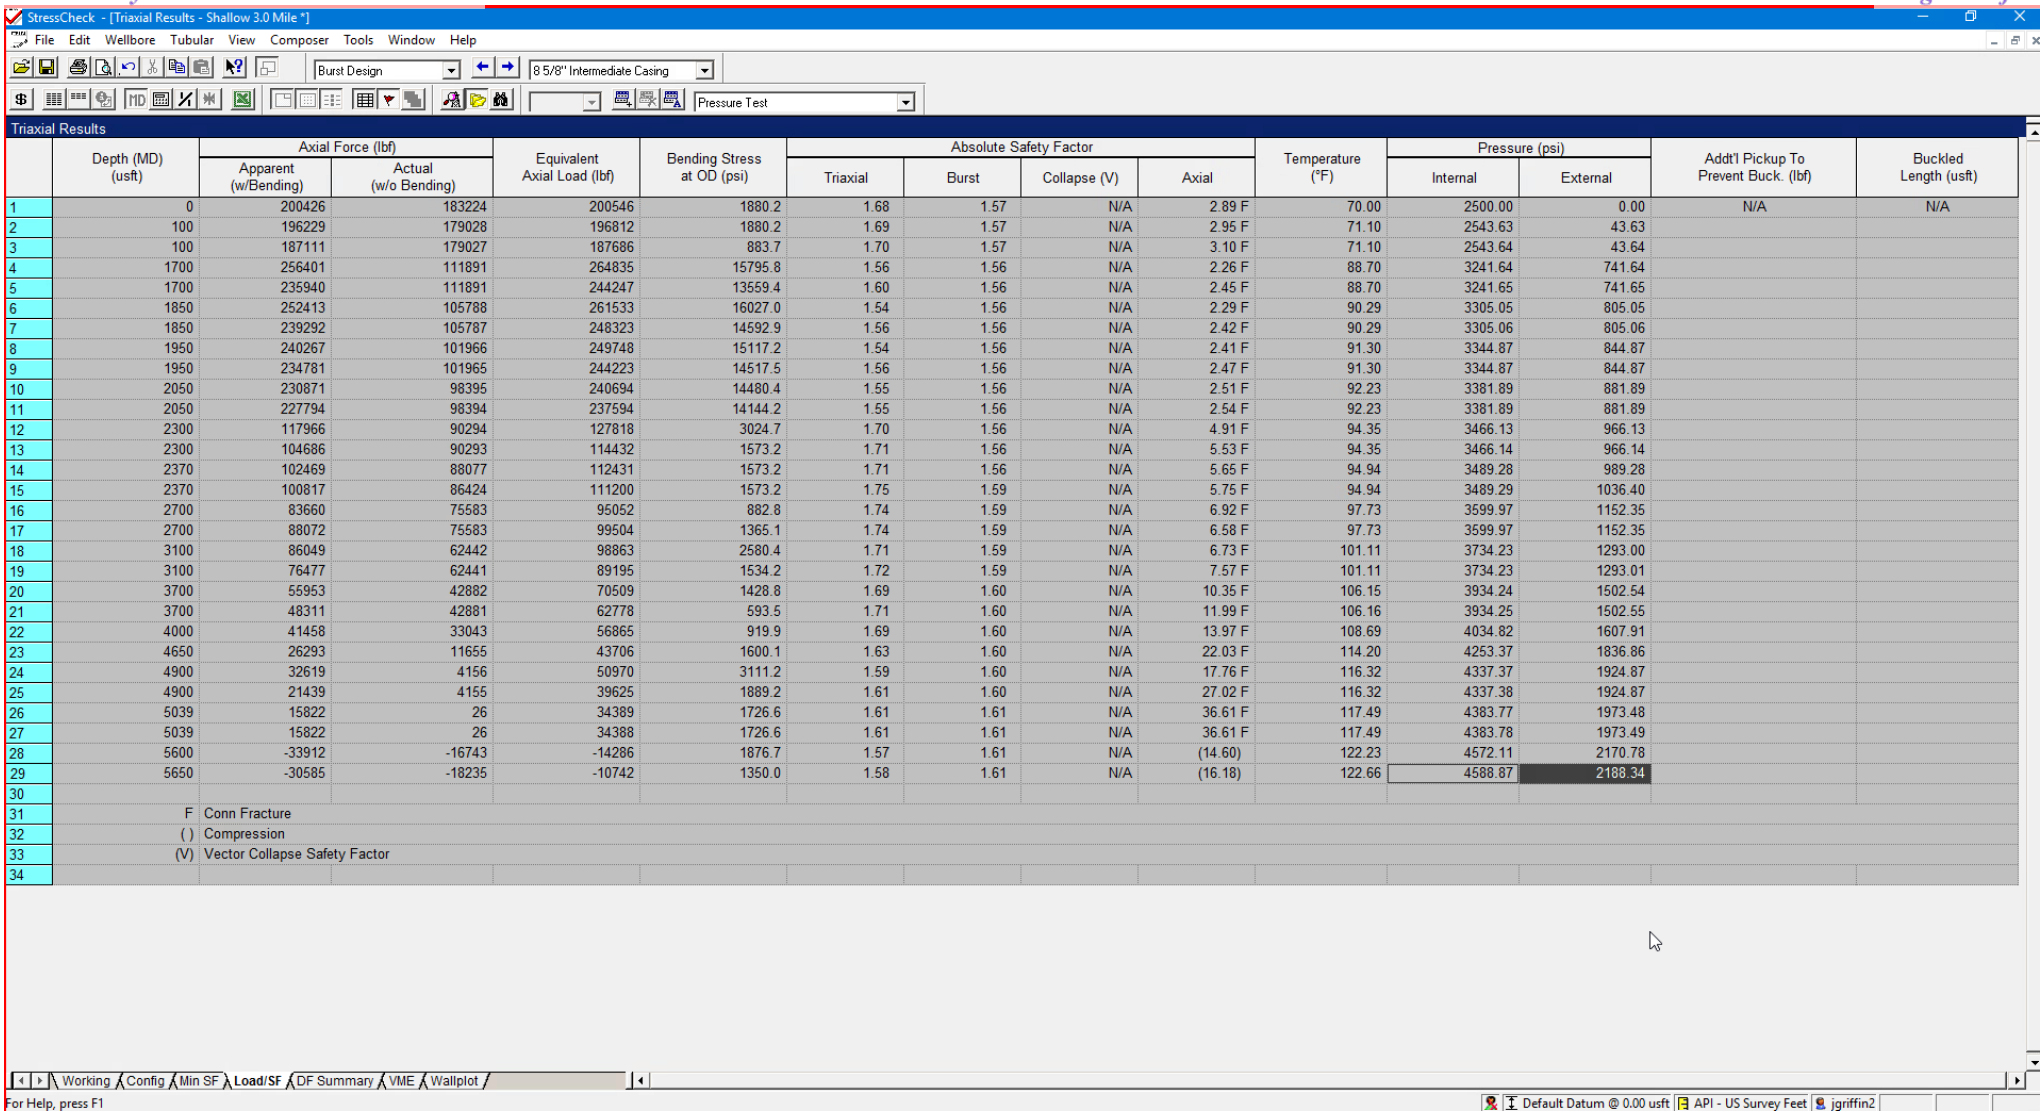 StressCheck - [Triaxial Results - Shallow 3.0 Mile *]
File Edit Wellbore Tubular View Composer Tools Window Help
Burst Design 8 5/8" Intermediate Casing
$ MD Pressure Test
Triaxial Results
Depth (MD) (usft) Axial Force (lbf) Equivalent Axial Load (lbf) Bending Stress at OD (psi) Absolute Safety Factor Temperature (°F) Pressure (psi) Addt'l Pickup To Prevent Buck. (lbf) Buckled Length (usft)
Apparent (w/Bending) Actual (w/o Bending) Triaxial Burst Collapse (V) Axial Internal External
1 0 200426 183224 200546 1880.2 1.68 1.57 N/A 2.89 F 70.00 2500.00 0.00 N/A N/A
2 100 196229 179028 196812 1880.2 1.69 1.57 N/A 2.95 F 71.10 2543.63 43.63
3 100 187111 179027 187686 883.7 1.70 1.57 N/A 3.10 F 71.10 2543.64 43.64
4 1700 256401 111891 264835 15795.8 1.56 1.56 N/A 2.26 F 88.70 3241.64 741.64
5 1700 235940 111891 244247 13559.4 1.60 1.56 N/A 2.45 F 88.70 3241.65 741.65
6 1850 252413 105788 261533 16027.0 1.54 1.56 N/A 2.29 F 90.29 3305.05 805.05
7 1850 239292 105787 248323 14592.9 1.56 1.56 N/A 2.42 F 90.29 3305.06 805.06
8 1950 240267 101966 249748 15117.2 1.54 1.56 N/A 2.41 F 91.30 3344.87 844.87
9 1950 234781 101965 244223 14517.5 1.56 1.56 N/A 2.47 F 91.30 3344.87 844.87
10 2050 230871 98395 240694 14480.4 1.55 1.56 N/A 2.51 F 92.23 3381.89 881.89
11 2050 227794 98394 237594 14144.2 1.55 1.56 N/A 2.54 F 92.23 3381.89 881.89
12 2300 117966 90294 127818 3024.7 1.70 1.56 N/A 4.91 F 94.35 3466.13 966.13
13 2300 104686 90293 114432 1573.2 1.71 1.56 N/A 5.53 F 94.35 3466.14 966.14
14 2370 102469 88077 112431 1573.2 1.71 1.56 N/A 5.65 F 94.94 3489.28 989.28
15 2370 100817 86424 111200 1573.2 1.75 1.59 N/A 5.75 F 94.94 3489.29 1036.40
16 2700 83660 75583 95052 882.8 1.74 1.59 N/A 6.92 F 97.73 3599.97 1152.35
17 2700 88072 75583 99504 1365.1 1.74 1.59 N/A 6.58 F 97.73 3599.97 1152.35
18 3100 86049 62442 98863 2580.4 1.71 1.59 N/A 6.73 F 101.11 3734.23 1293.00
19 3100 76477 62441 89195 1534.2 1.72 1.59 N/A 7.57 F 101.11 3734.23 1293.01
20 3700 55953 42882 70509 1428.8 1.69 1.60 N/A 10.35 F 106.15 3934.24 1502.54
21 3700 48311 42881 62778 593.5 1.71 1.60 N/A 11.99 F 106.16 3934.25 1502.55
22 4000 41458 33043 56865 919.9 1.69 1.60 N/A 13.97 F 108.69 4034.82 1607.91
23 4650 26293 11655 43706 1600.1 1.63 1.60 N/A 22.03 F 114.20 4253.37 1836.86
24 4900 32619 4156 50970 3111.2 1.59 1.60 N/A 17.76 F 116.32 4337.37 1924.87
25 4900 21439 4155 39625 1889.2 1.61 1.60 N/A 27.02 F 116.32 4337.38 1924.87
26 5039 15822 26 34389 1726.6 1.61 1.61 N/A 36.61 F 117.49 4383.77 1973.48
27 5039 15822 26 34388 1726.6 1.61 1.61 N/A 36.61 F 117.49 4383.78 1973.49
28 5600 -33912 -16743 -14286 1876.7 1.57 1.61 N/A (14.60) 122.23 4572.11 2170.78
29 5650 -30585 -18235 -10742 1350.0 1.58 1.61 N/A (16.18) 122.66 4588.87 2188.34
30
31 F Conn Fracture
32 ( ) Compression
33 (V) Vector Collapse Safety Factor
34
Working Config Min SF Load/SF DF Summary VME Wallplot
For Help, press F1 Default Datum @ 0.00 usft API - US Survey Feet jgriffin2